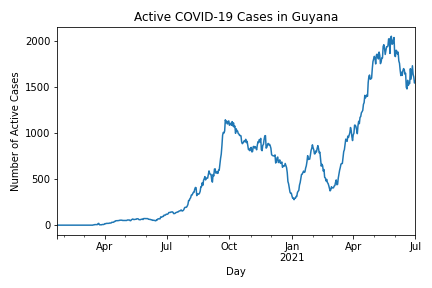 Active COVID-19 Cases in Guyana
Number of Active Cases
2000
1500
1000
500
0
Apr
Jul
Oct
Jan
2021
Apr
Jul
Day